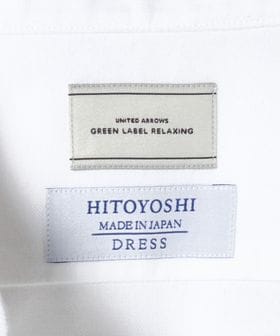 UNITED ARROWS
GREEN LABEL RELAXING
HITOYOSHI
MADE IN JAPAN
DRESS